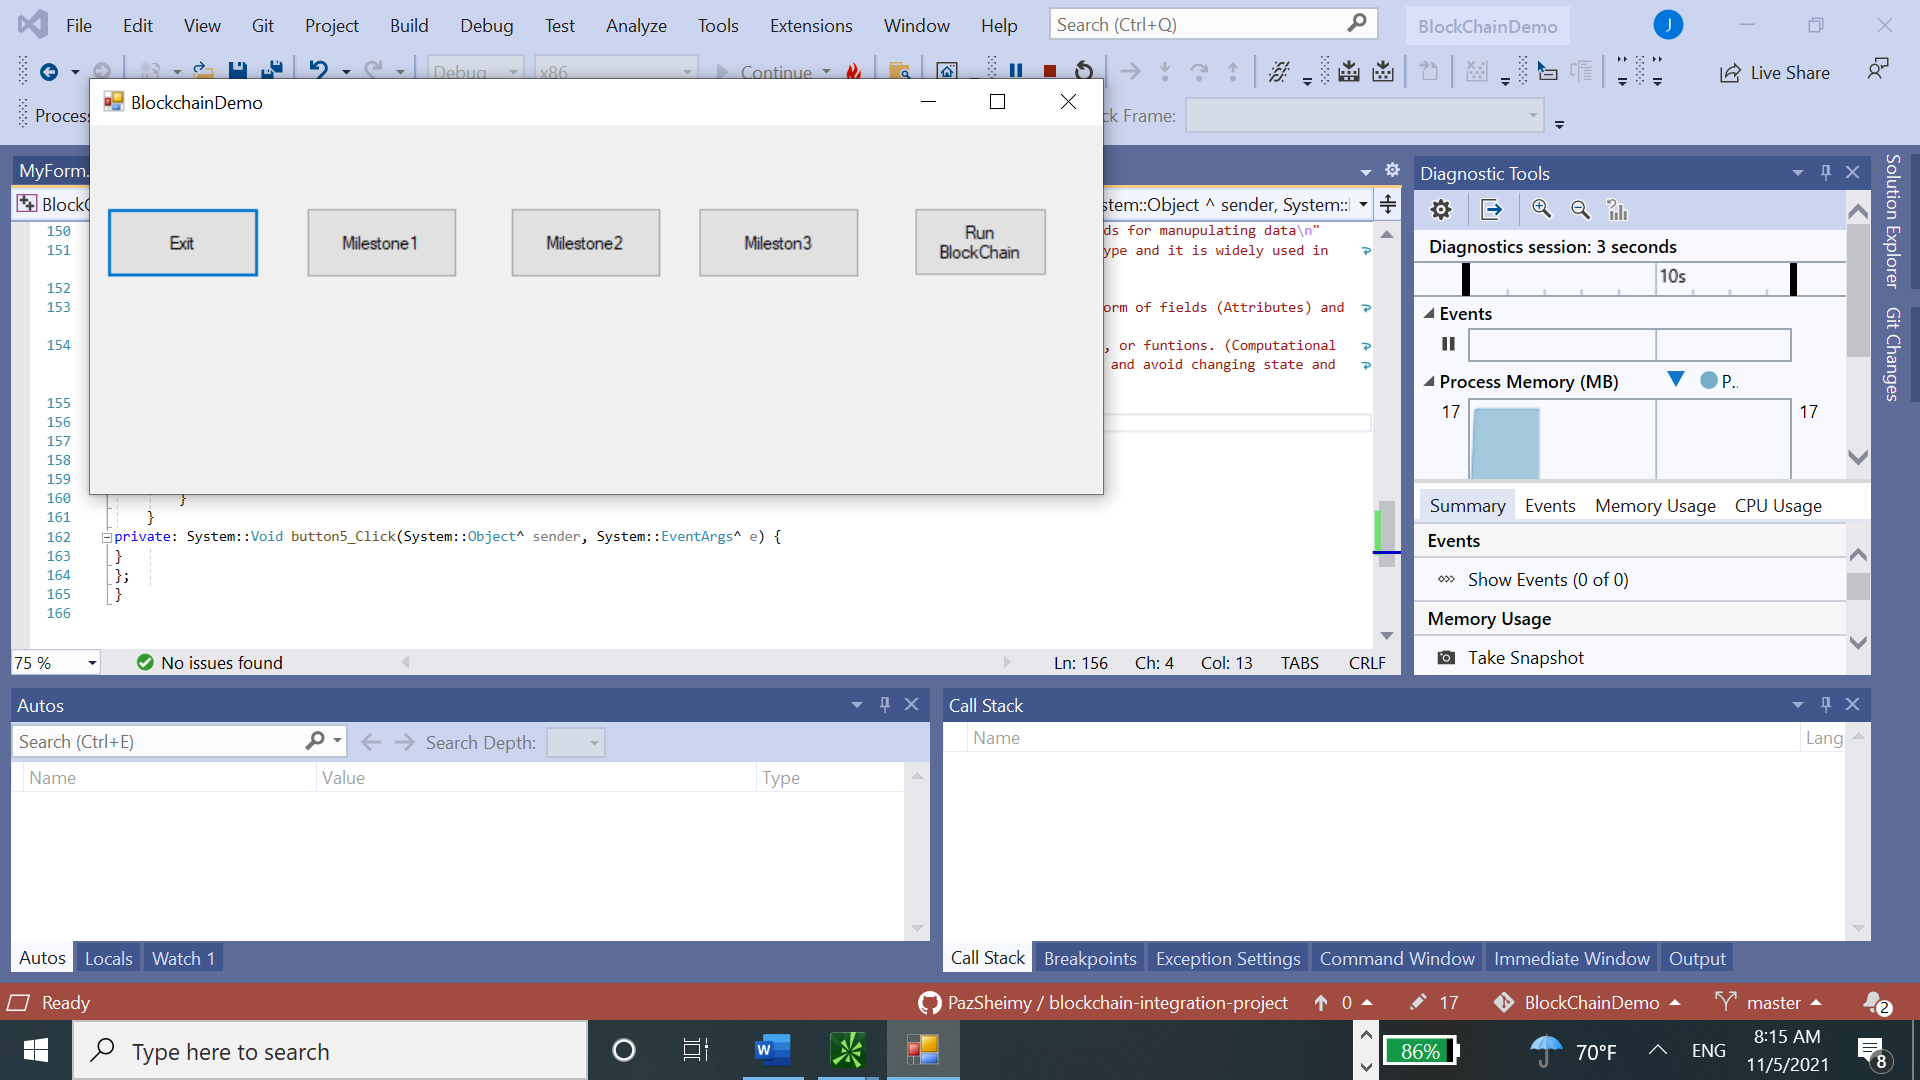 File Edit View Git Project Build Debug Test Analyze Tools Extensions Window Help Search (Ctrl+Q) BlockChainDemo J
Debug x86 Continue Live Share
Process
BlockchainDemo
ck Frame:
MyForm.
Diagnostic Tools
BlockC
stem::Object ^ sender, System::
Exit
Milestone1
Milestone2
Mileston3
Run
BlockChain
150 ds for manupulating data\n"
151 ype and it is widely used in
152
153 orm of fields (Attributes) and
154 , or funtions. (Computational
and avoid changing state and
155
156
157
158
159
160 }
161 }
162 private: System::Void button5_Click(System::Object^ sender, System::EventArgs^ e) {
163 }
164 };
165 }
166
75 % No issues found Ln: 156 Ch: 4 Col: 13 TABS CRLF
Diagnostics session: 3 seconds
10s
Events
Process Memory (MB) P..
17 17
Summary Events Memory Usage CPU Usage
Events
Show Events (0 of 0)
Memory Usage
Take Snapshot
Solution Explorer
Git Changes
Autos
Search (Ctrl+E) Search Depth:
Name Value Type
Autos Locals Watch 1
Call Stack
Name Lang
Call Stack Breakpoints Exception Settings Command Window Immediate Window Output
Ready PazSheimy / blockchain-integration-project 0 17 BlockChainDemo master 2
Type here to search 86% 70°F ENG 8:15 AM
11/5/2021 8